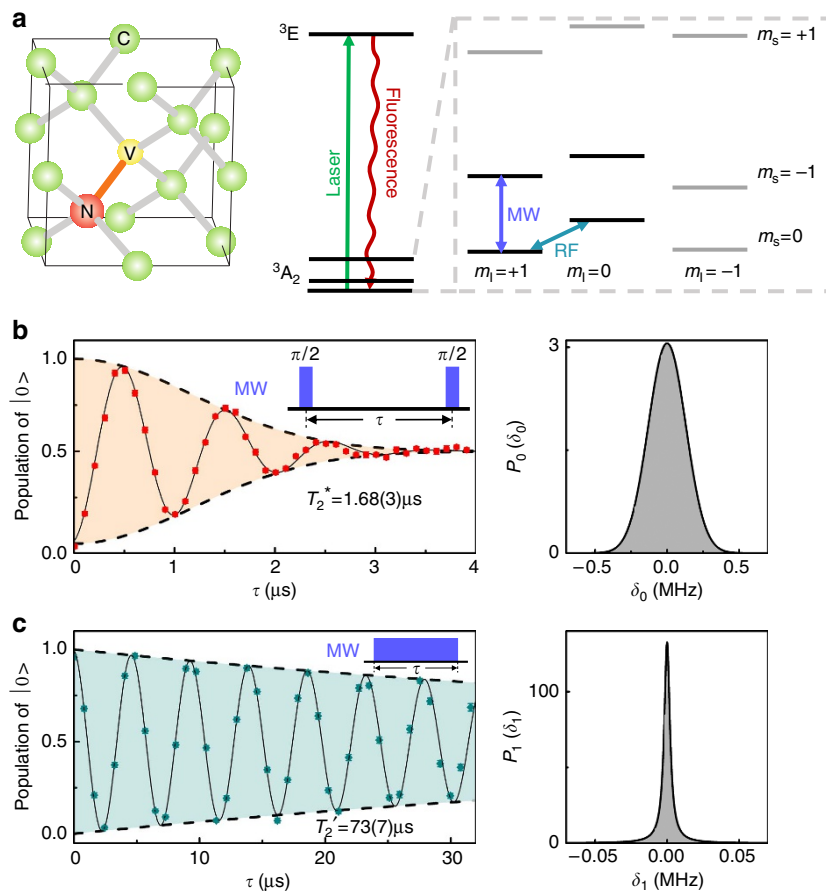 a
C
V
N
³E
Laser
Fluorescence
³A₂
mₛ= +1
mₛ= −1
mₛ=0
MW
RF
mI=+1
mI=0
mI= −1
b
Population of |0>
1.0
0.5
0.0
0
1
2
3
4
τ (μs)
MW
π/2
π/2
τ
T₂*=1.68(3)μs
P₀ (δ₀)
3
0
−0.5
0.0
0.5
δ₀ (MHz)
c
Population of |0>
1.0
0.5
0.0
0
10
20
30
τ (μs)
MW
τ
T₂′=73(7)μs
P₁ (δ₁)
100
0
−0.05
0.00
0.05
δ₁ (MHz)